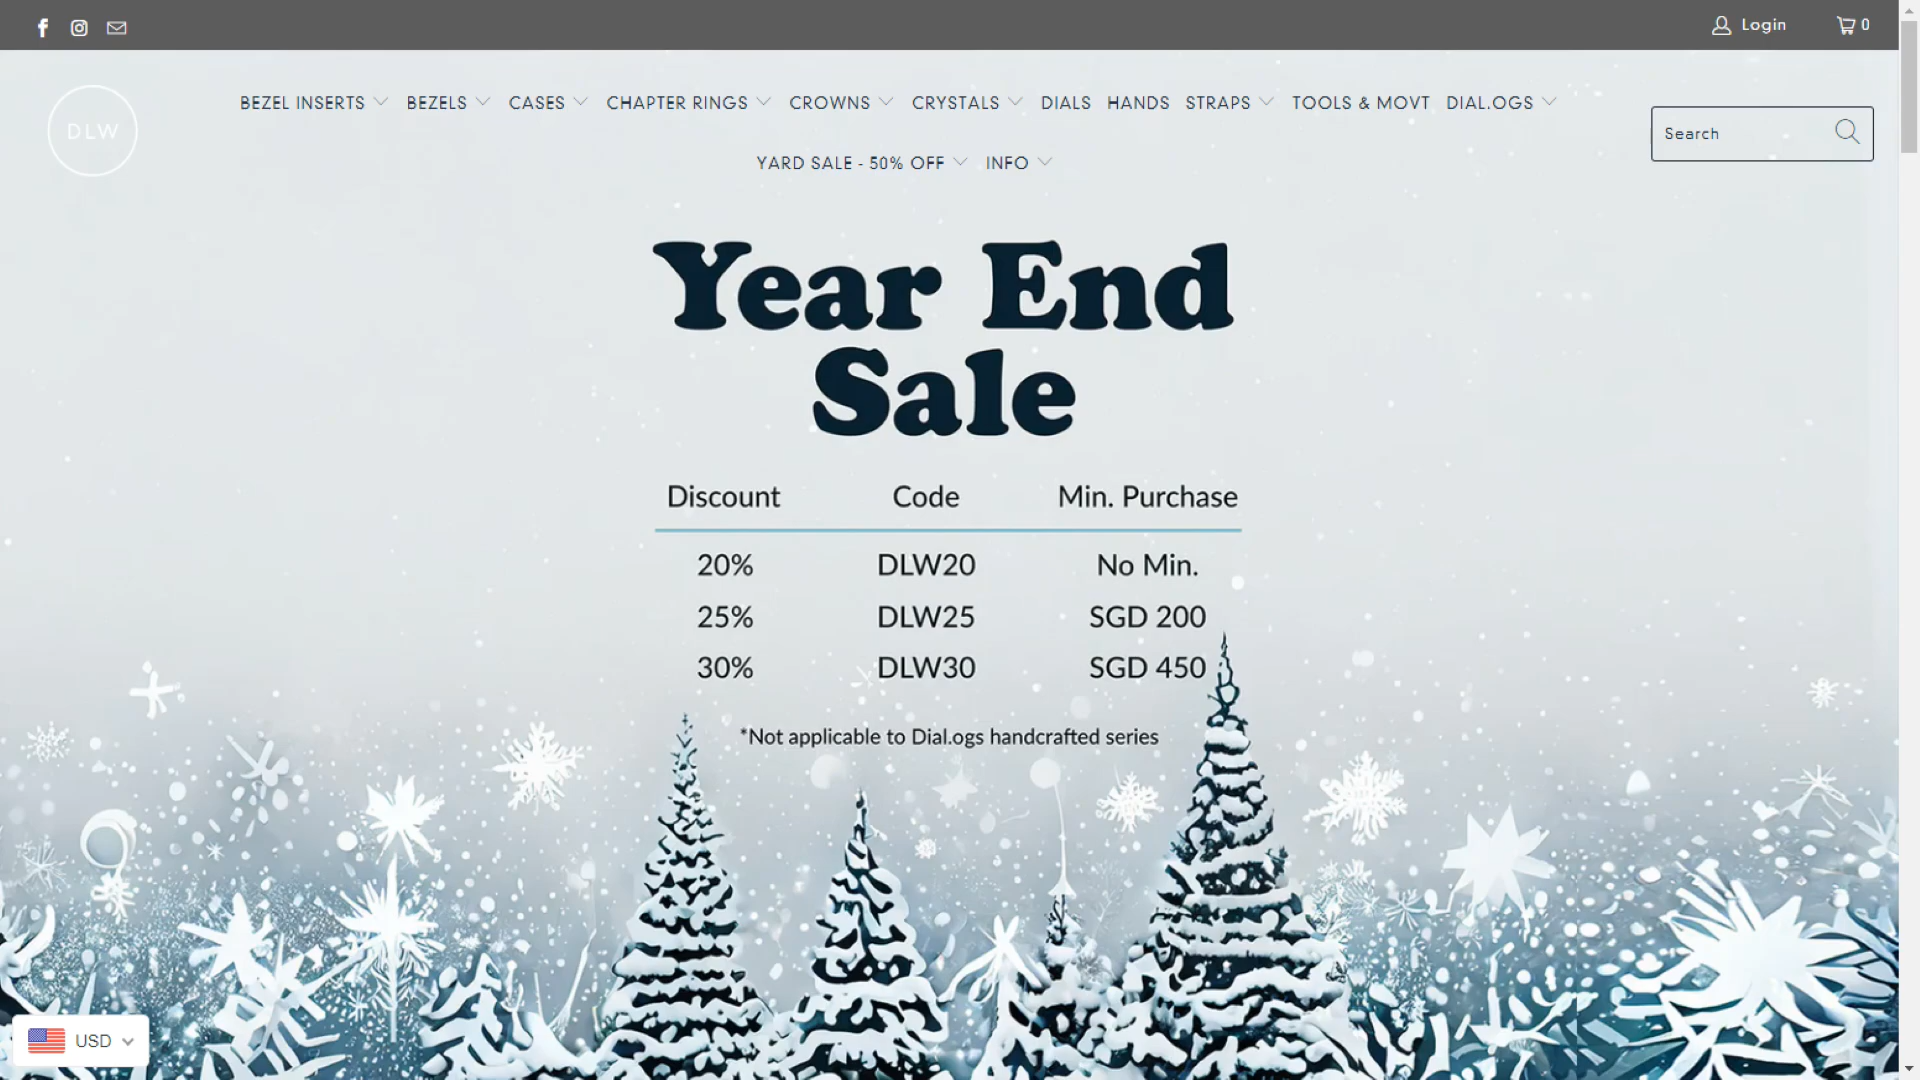 Login
0
DLW
BEZEL INSERTS BEZELS CASES CHAPTER RINGS CROWNS CRYSTALS DIALS HANDS STRAPS TOOLS & MOVT DIAL.OGS
YARD SALE - 50% OFF INFO
Search
Year End
Sale
Discount Code Min. Purchase
20% DLW20 No Min.
25% DLW25 SGD 200
30% DLW30 SGD 450
*Not applicable to Dial.ogs handcrafted series
USD